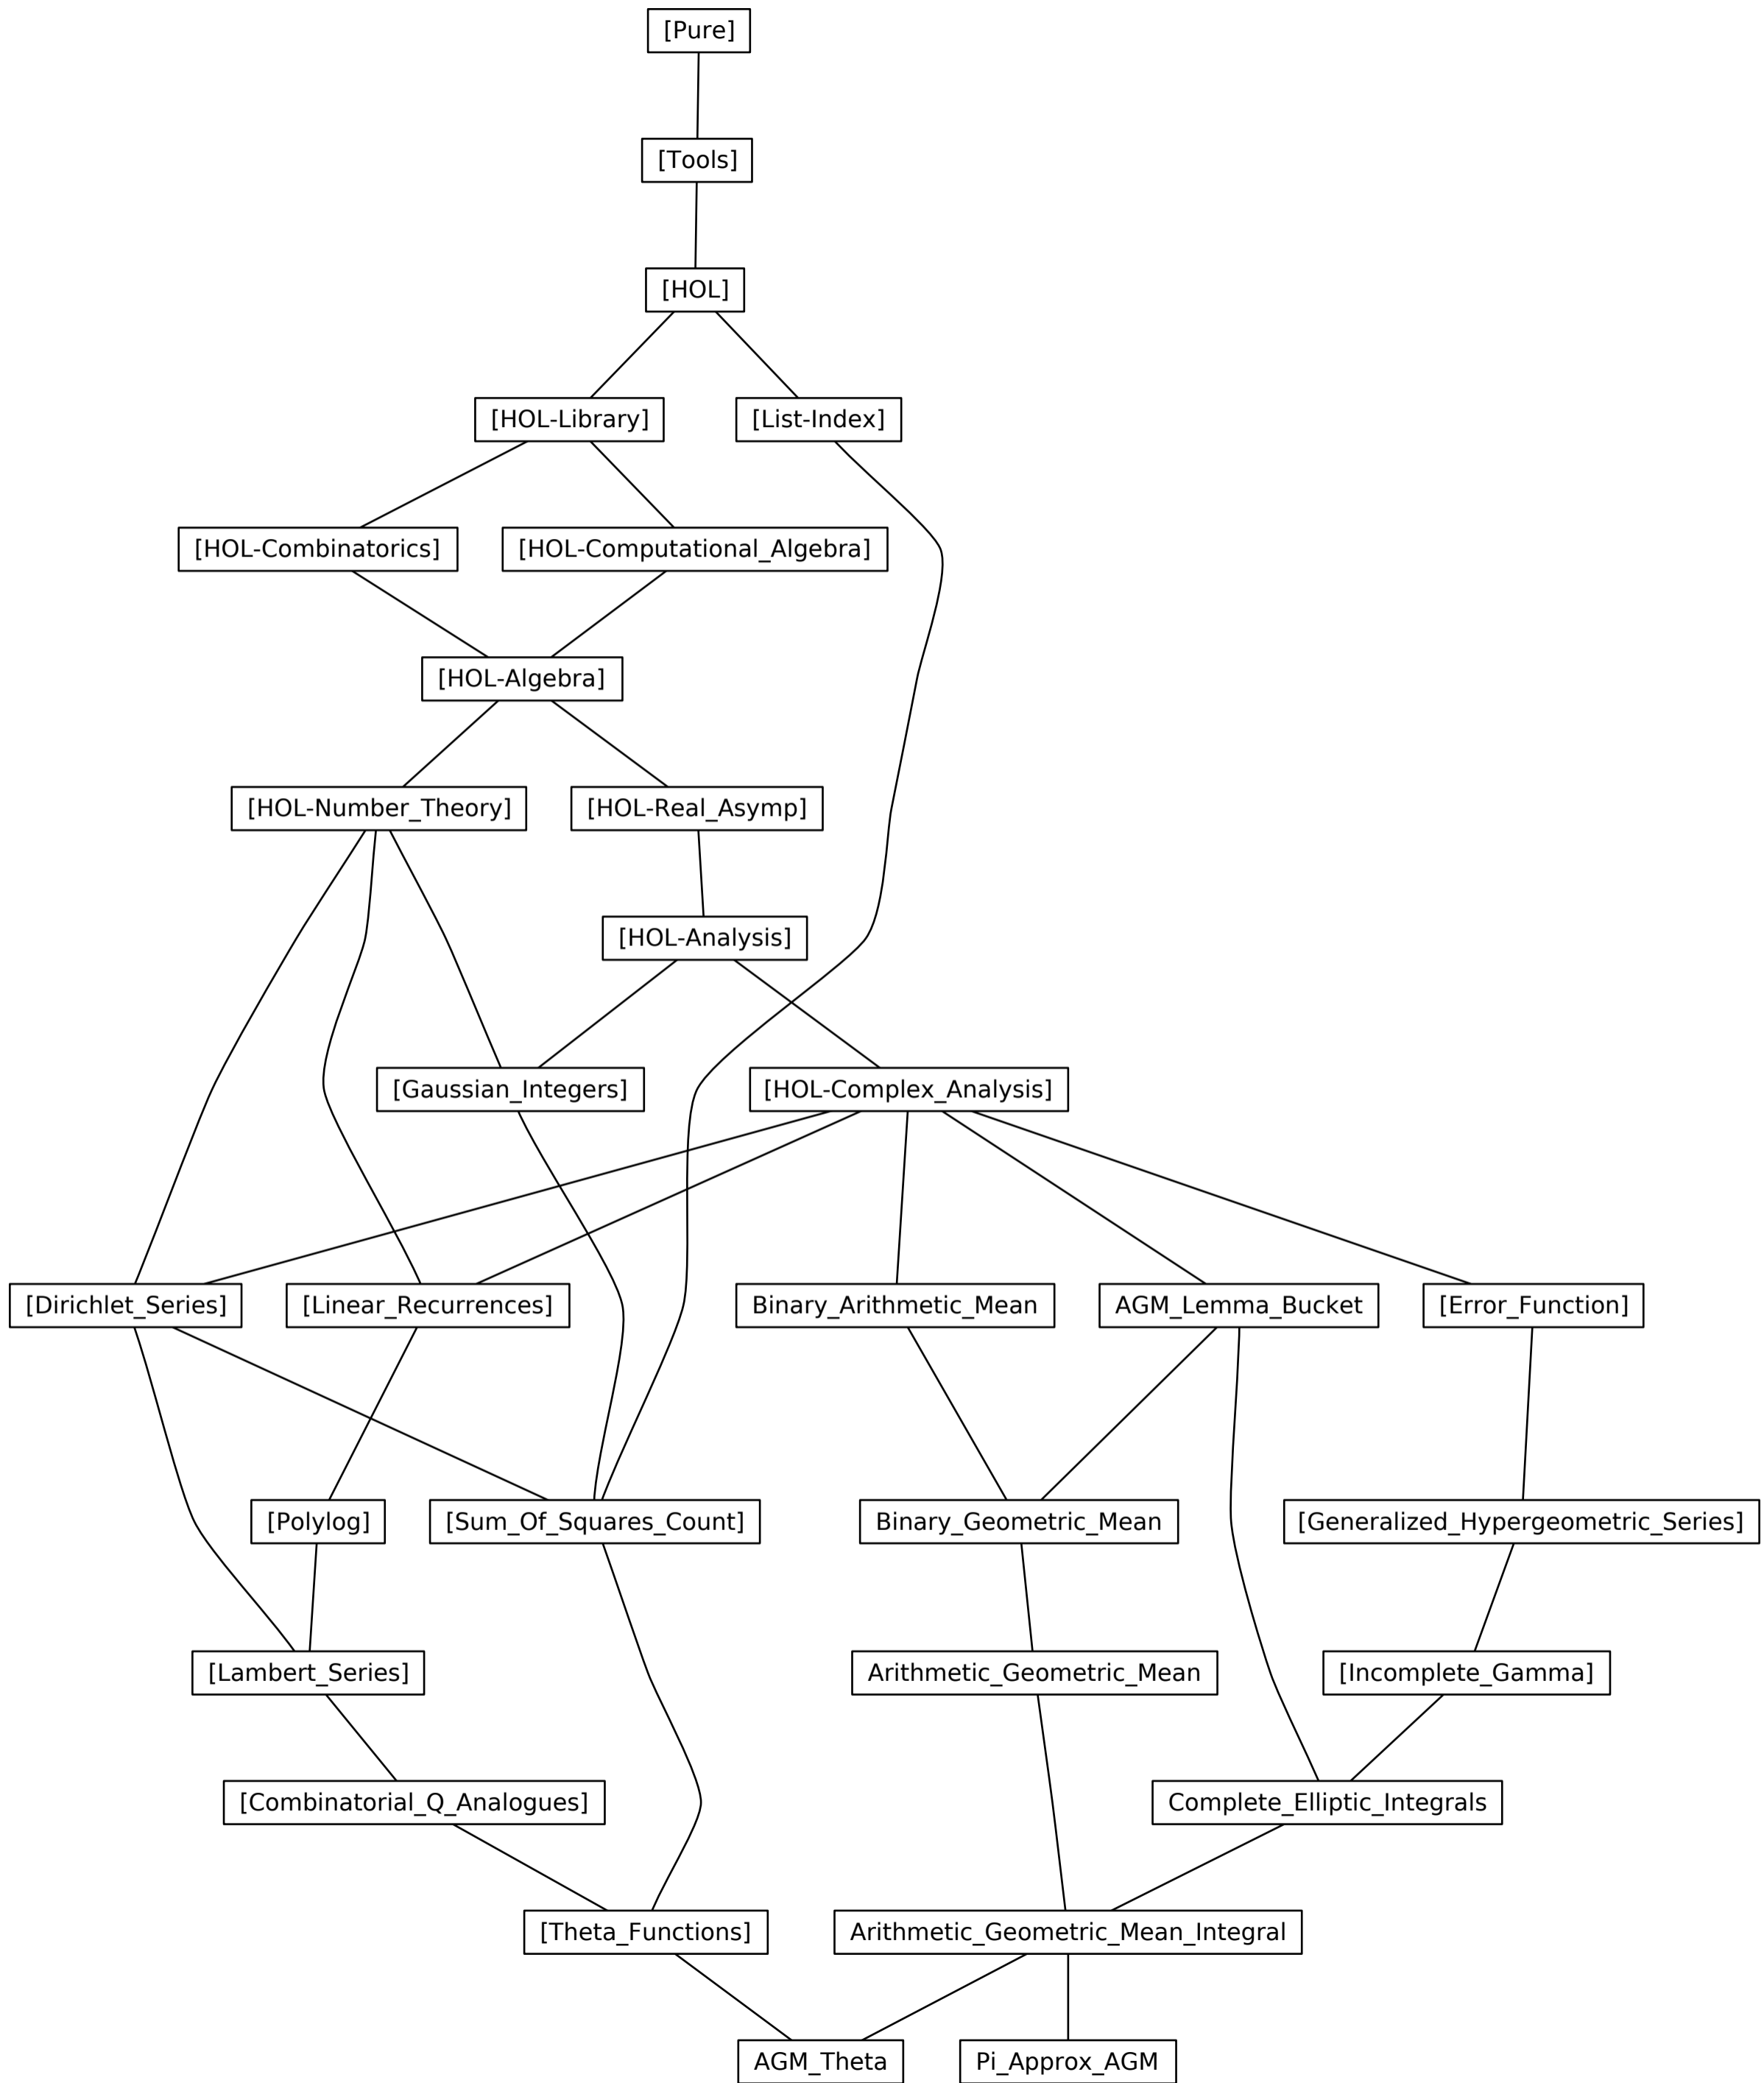 [Pure]
[Tools]
[HOL]
[HOL-Library]
[List-Index]
[HOL-Combinatorics]
[HOL-Computational_Algebra]
[HOL-Algebra]
[HOL-Number_Theory]
[HOL-Real_Asymp]
[HOL-Analysis]
[Gaussian_Integers]
[HOL-Complex_Analysis]
[Dirichlet_Series]
[Linear_Recurrences]
Binary_Arithmetic_Mean
AGM_Lemma_Bucket
[Error_Function]
[Polylog]
[Sum_Of_Squares_Count]
Binary_Geometric_Mean
[Generalized_Hypergeometric_Series]
[Lambert_Series]
Arithmetic_Geometric_Mean
[Incomplete_Gamma]
[Combinatorial_Q_Analogues]
Complete_Elliptic_Integrals
[Theta_Functions]
Arithmetic_Geometric_Mean_Integral
AGM_Theta
Pi_Approx_AGM